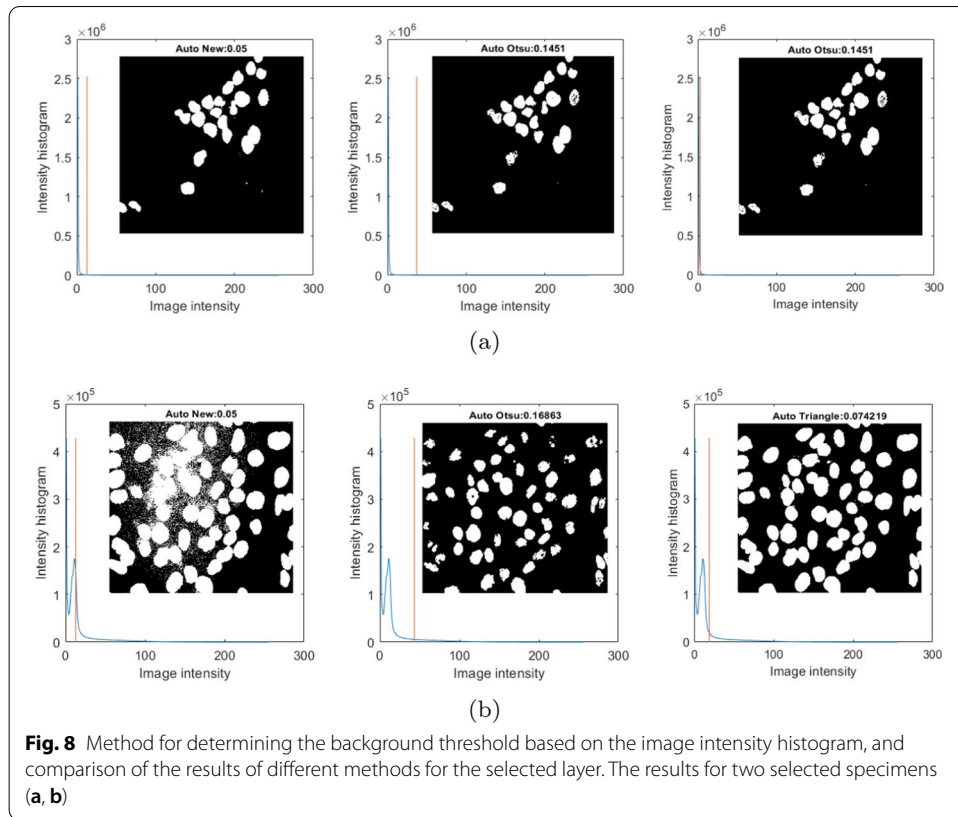 ×10^6
Auto New:0.05
3
2.5
2
1.5
1
0.5
0
Intensity histogram
0 100 200 300
Image intensity
Auto Otsu:0.1451
3 ×10^6
2.5
2
1.5
1
0.5
0
Intensity histogram
0 100 200 300
Image intensity
Auto Otsu:0.1451
3 ×10^6
2.5
2
1.5
1
0.5
0
Intensity histogram
0 100 200 300
Image intensity
(a)
5 ×10^5
Auto New:0.05
4
3
2
1
0
Intensity histogram
0 100 200 300
Image intensity
5 ×10^5
Auto Otsu:0.16863
4
3
2
1
0
Intensity histogram
0 100 200 300
Image intensity
5 ×10^5
Auto Triangle:0.074219
4
3
2
1
0
Intensity histogram
0 100 200 300
Image intensity
(b)
Fig. 8 Method for determining the background threshold based on the image intensity histogram, and
comparison of the results of different methods for the selected layer. The results for two selected specimens
(a, b)